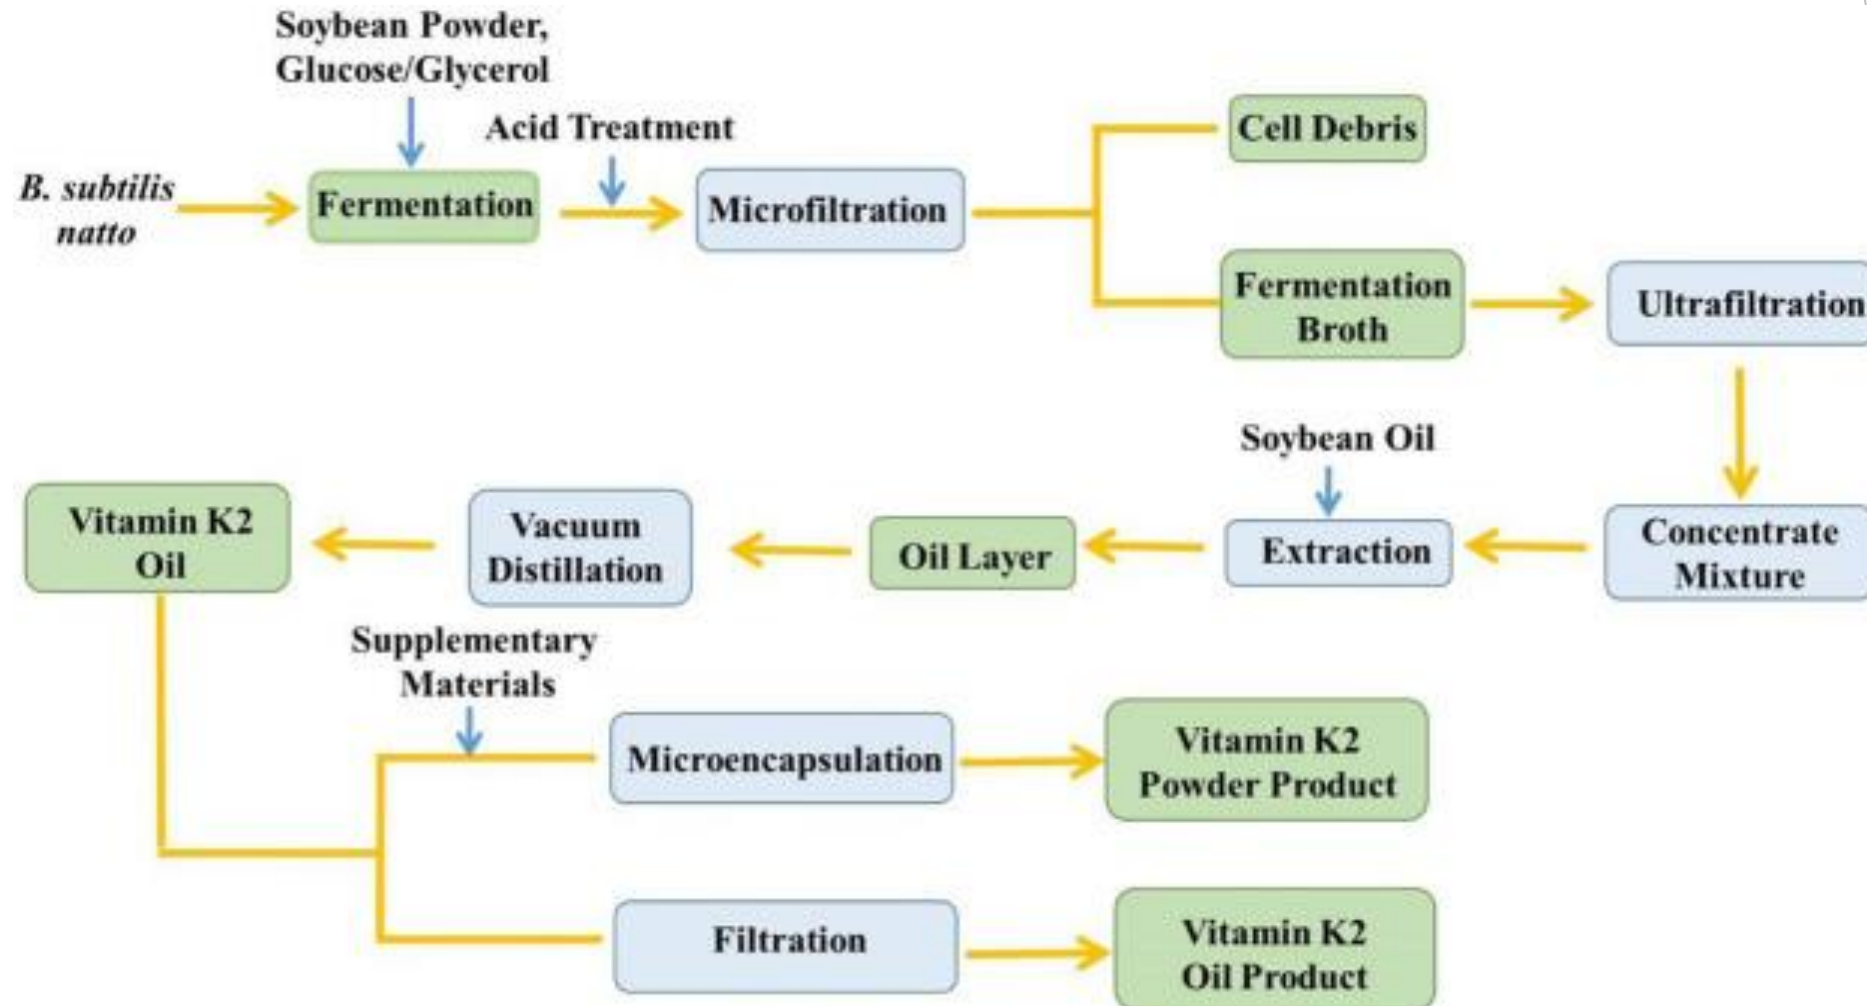 Soybean Powder,
Glucose/Glycerol
Acid Treatment
B. subtilis
natto
Fermentation
Microfiltration
Cell Debris
Fermentation
Broth
Ultrafiltration
Soybean Oil
Vitamin K2
Oil
Vacuum
Distillation
Oil Layer
Extraction
Concentrate
Mixture
Supplementary
Materials
Microencapsulation
Vitamin K2
Powder Product
Filtration
Vitamin K2
Oil Product